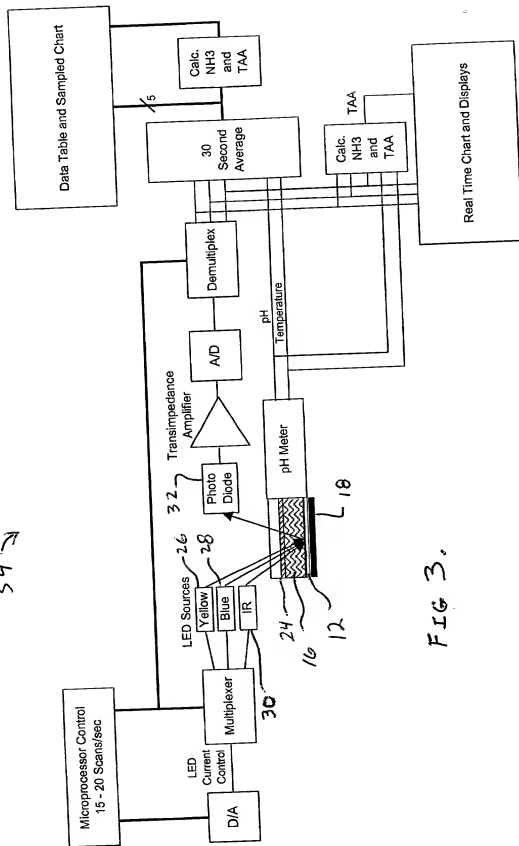 34
Microprocessor Control
15 - 20 Scans/sec
D/A
LED
Current
Control
Multiplexer
LED Sources
26
Yellow
28
Blue
IR
30
32
Photo
Diode
Transimpedance
Amplifier
A/D
Demultiplex
30
Second
Average
5
Calc.
NH3
and
TAA
Data Table and Sampled Chart
24
16
12
18
pH Meter
pH
Temperature
Calc.
NH3
and
TAA
TAA
Real Time Chart and Displays
FIG 3.